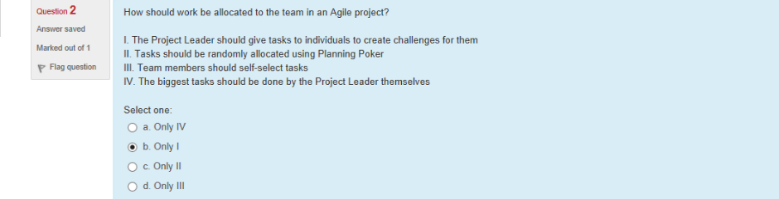 Question 2
Answer saved
Marked out of 1
Flag question
How should work be allocated to the team in an Agile project?
I. The Project Leader should give tasks to individuals to create challenges for them
II. Tasks should be randomly allocated using Planning Poker
III. Team members should self-select tasks
IV. The biggest tasks should be done by the Project Leader themselves
Select one:
a. Only IV
b. Only I
c. Only II
d. Only III